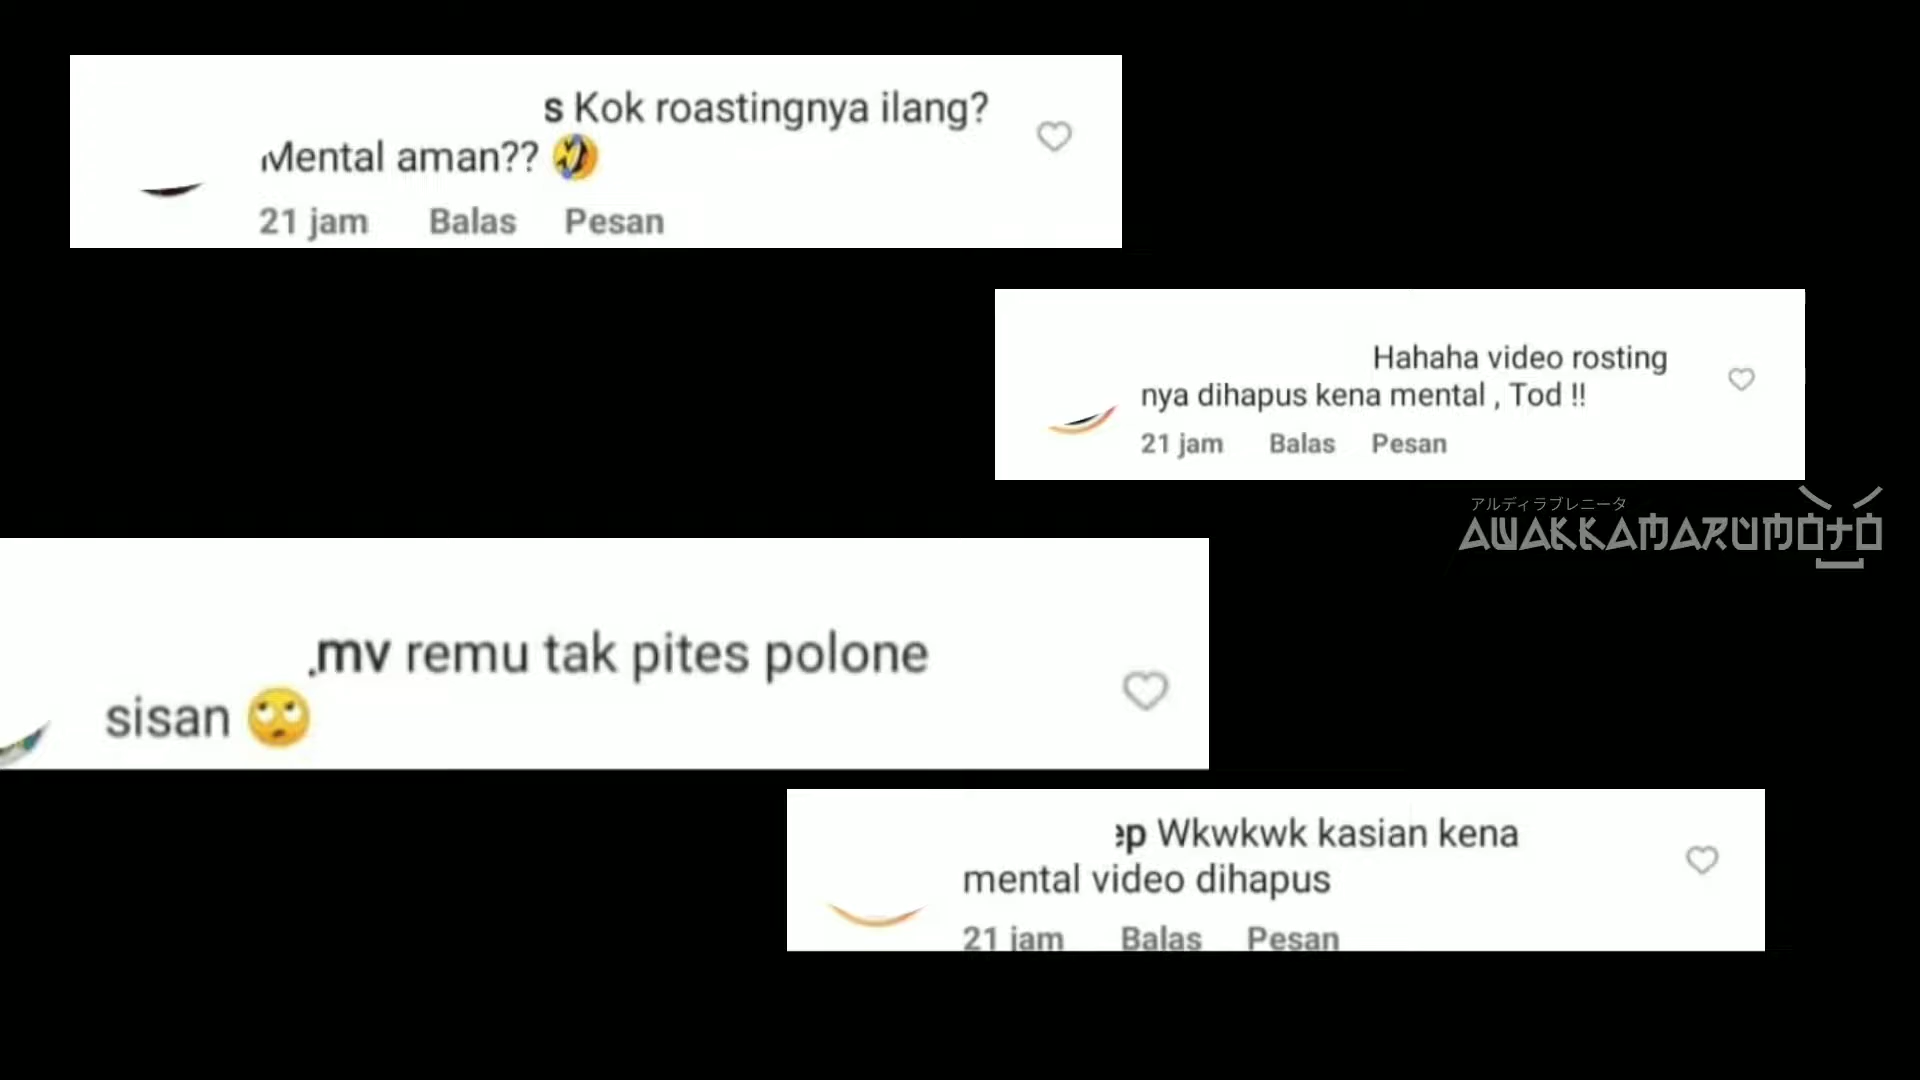 s Kok roastingnya ilang?
Mental aman?? 🤣
21 jam Balas Pesan
Hahaha video rosting
nya dihapus kena mental , Tod !!
21 jam Balas Pesan
アルディラブレニータ
AWAKKAMARUMOTO
.mv remu tak pites polone
sisan 🙄
ep Wkwkwk kasian kena
mental video dihapus
21 jam Balas Pesan